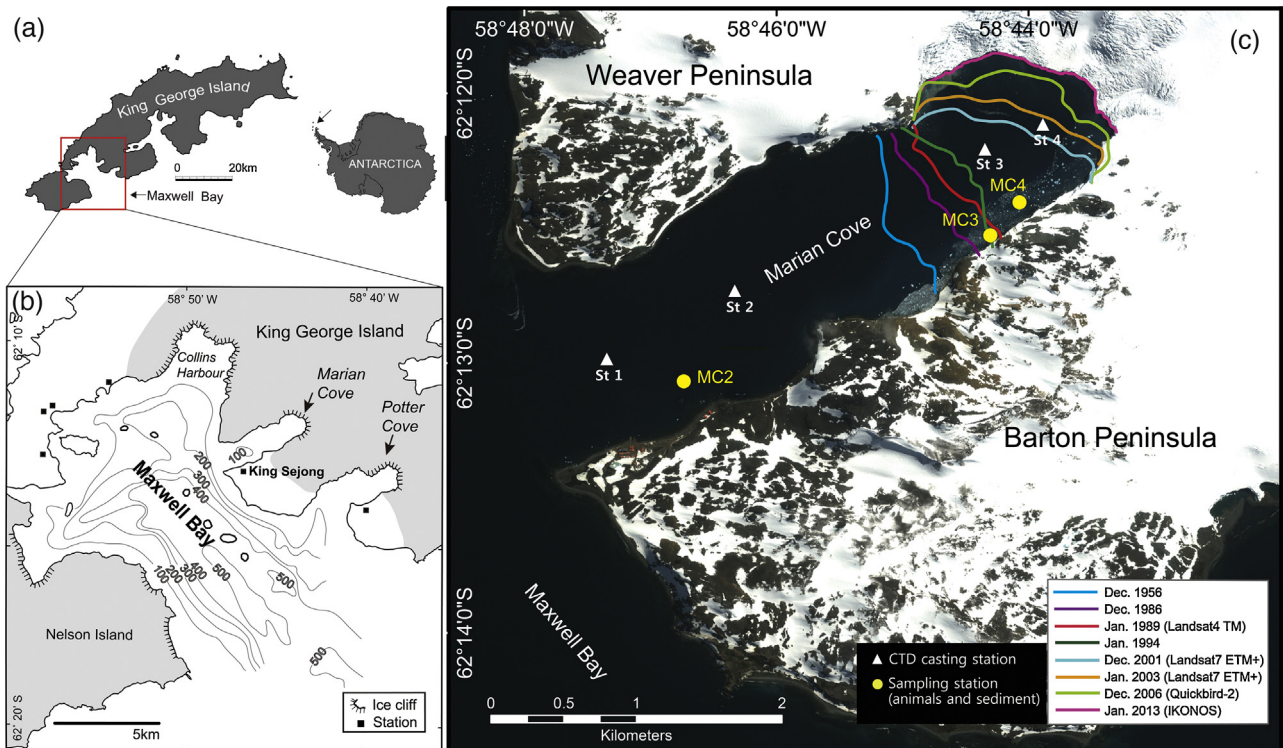 (a)
King George Island
0 20km
Maxwell Bay
ANTARCTICA
(b)
58° 50' W
58° 40' W
62° 10' S
62° 20' S
King George Island
Collins
Harbour
Marian
Cove
Potter
Cove
100
200
300
400
King Sejong
Maxwell Bay
100
200
300
400
500
500
500
Nelson Island
Ice cliff
Station
5km
(c)
58°48'0"W
58°46'0"W
58°44'0"W
62°12'0"S
62°13'0"S
62°14'0"S
Weaver Peninsula
St 4
St 3
MC4
MC3
Marian Cove
St 2
St 1
MC2
Barton Peninsula
Maxwell Bay
0 0.5 1 2
Kilometers
CTD casting station
Sampling station
(animals and sediment)
Dec. 1956
Dec. 1986
Jan. 1989 (Landsat4 TM)
Jan. 1994
Dec. 2001 (Landsat7 ETM+)
Jan. 2003 (Landsat7 ETM+)
Dec. 2006 (Quickbird-2)
Jan. 2013 (IKONOS)